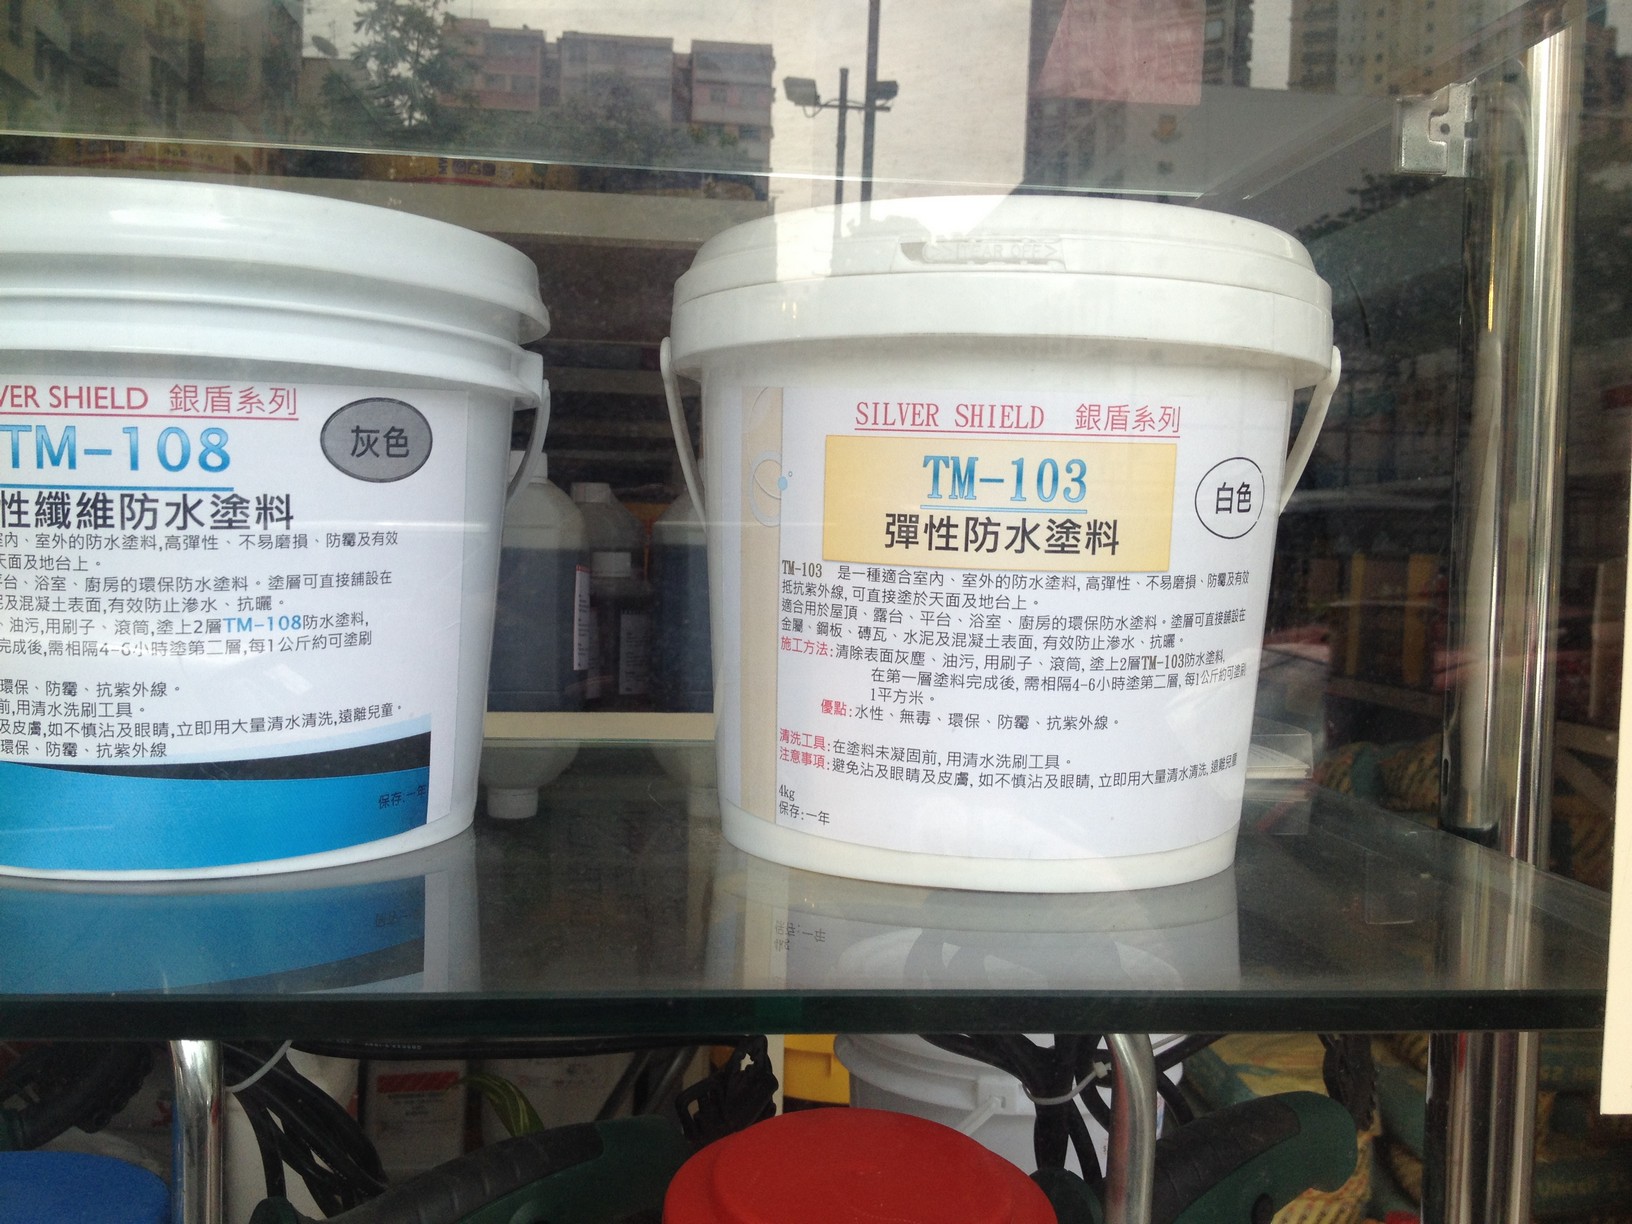 VER SHIELD 銀盾系列
TM-108
灰色
性纖維防水塗料
內、室外的防水塗料,高彈性、不易磨損、防霉及有效
天面及地台上。
台、浴室、廚房的環保防水塗料。塗層可直接舖設在
及混凝土表面,有效防止滲水、抗曬。
、油污,用刷子、滾筒,塗上2層TM-108防水塗料,
完成後,需相隔4-6小時塗第二層,每1公斤約可塗刷
環保、防霉、抗紫外線。
前,用清水洗刷工具。
及皮膚,如不慎沾及眼睛,立即用大量清水清洗,遠離兒童。
環保、防霉、抗紫外線
保存:一年
SILVER SHIELD 銀盾系列
TM-103
白色
彈性防水塗料
TM-103 是一種適合室內、室外的防水塗料,高彈性、不易磨損、防霉及有效
抵抗紫外線,可直接塗於天面及地台上。
適合用於屋頂、露台、平台、浴室、廚房的環保防水塗料。塗層可直接舖設在
金屬、鋼板、磚瓦、水泥及混凝土表面,有效防止滲水、抗曬。
施工方法:清除表面灰塵、油污,用刷子、滾筒,塗上2層TM-103防水塗料,
在第一層塗料完成後,需相隔4-6小時塗第二層,每1公斤約可塗刷
1平方米。
優點:水性、無毒、環保、防霉、抗紫外線。
清洗工具:在塗料未凝固前,用清水洗刷工具。
注意事項:避免沾及眼睛及皮膚,如不慎沾及眼睛,立即用大量清水清洗,遠離兒童
4kg
保存:一年